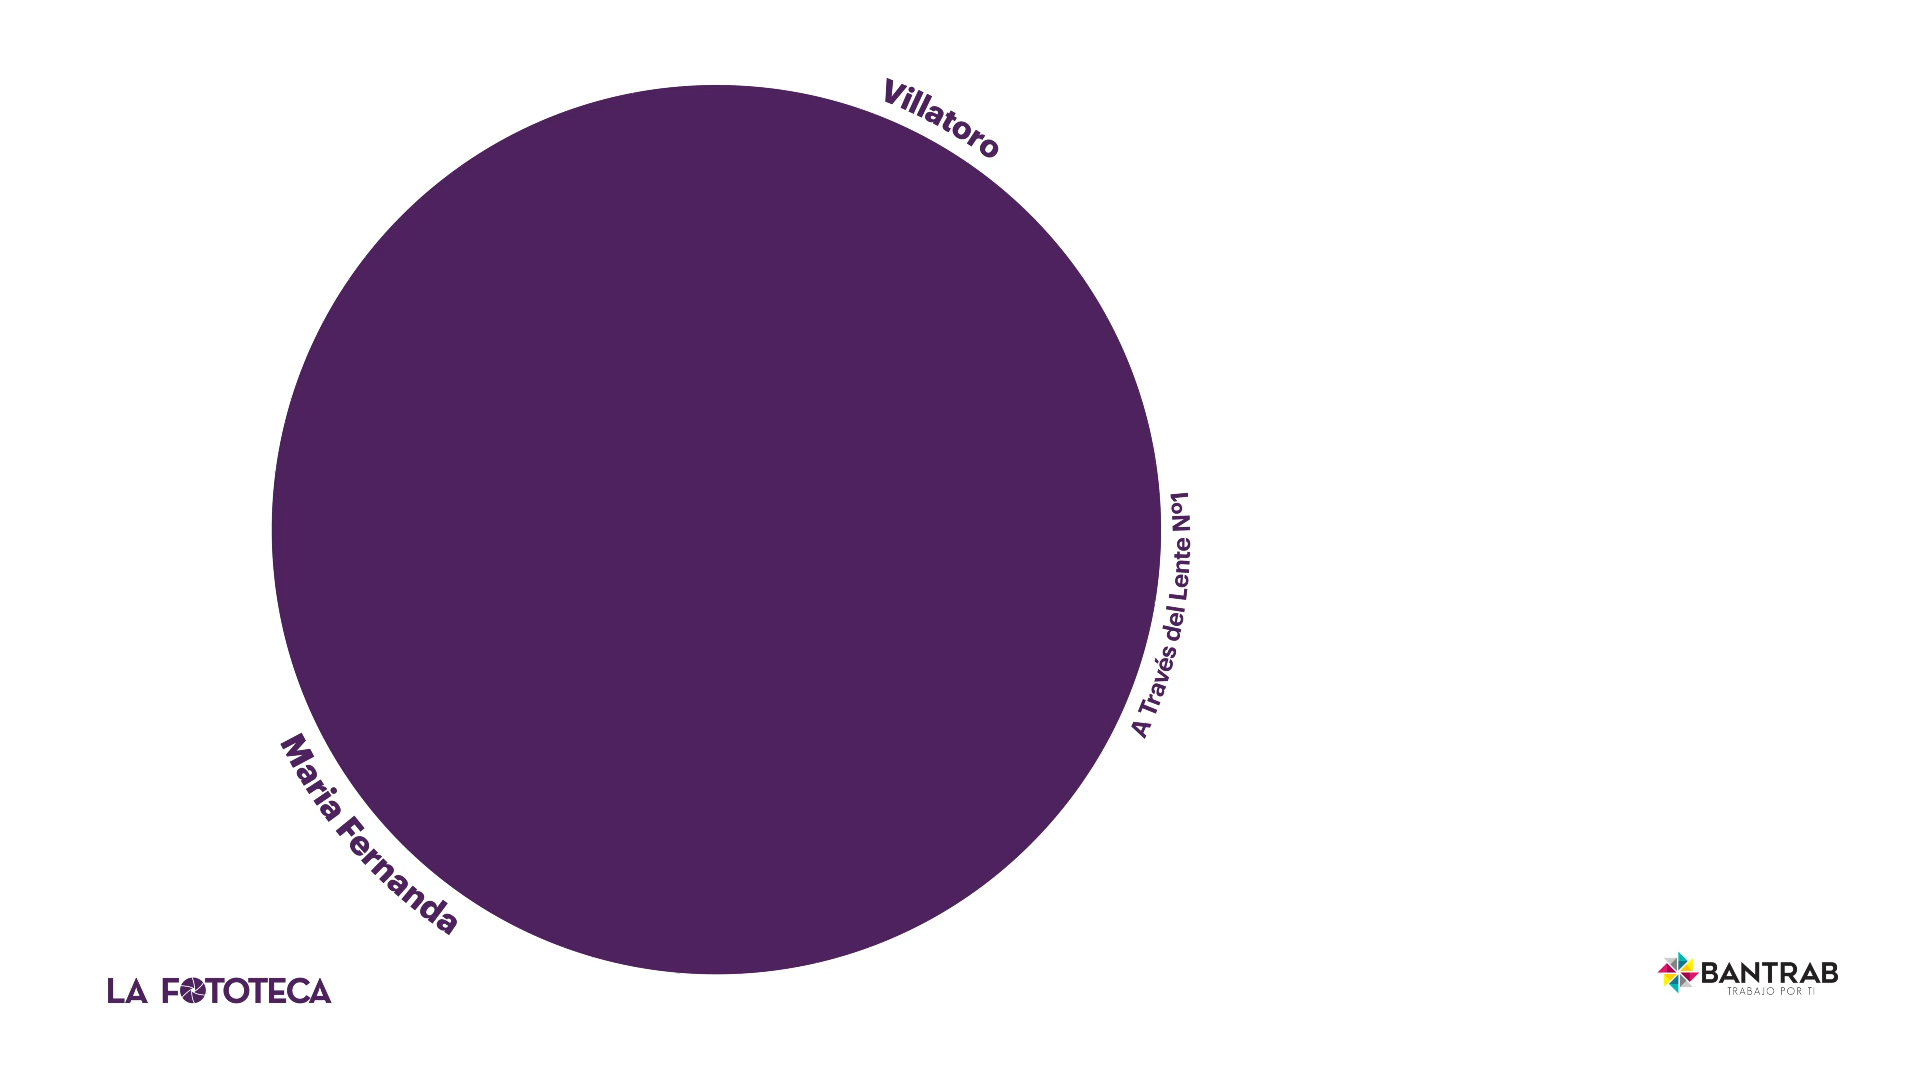 Villatoro
A Través del Lente Nº1
Maria Fernanda
LA FOTOTECA
BANTRAB
TRABAJO POR TI